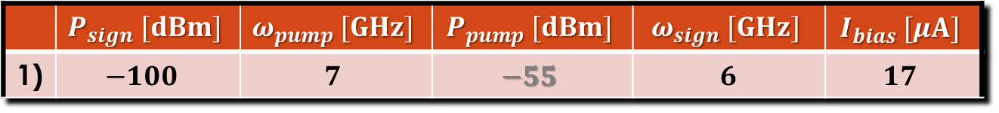 P_sign [dBm] ω_pump [GHz] P_pump [dBm] ω_sign [GHz] I_bias [μA]
1) −100 7 −55 6 17